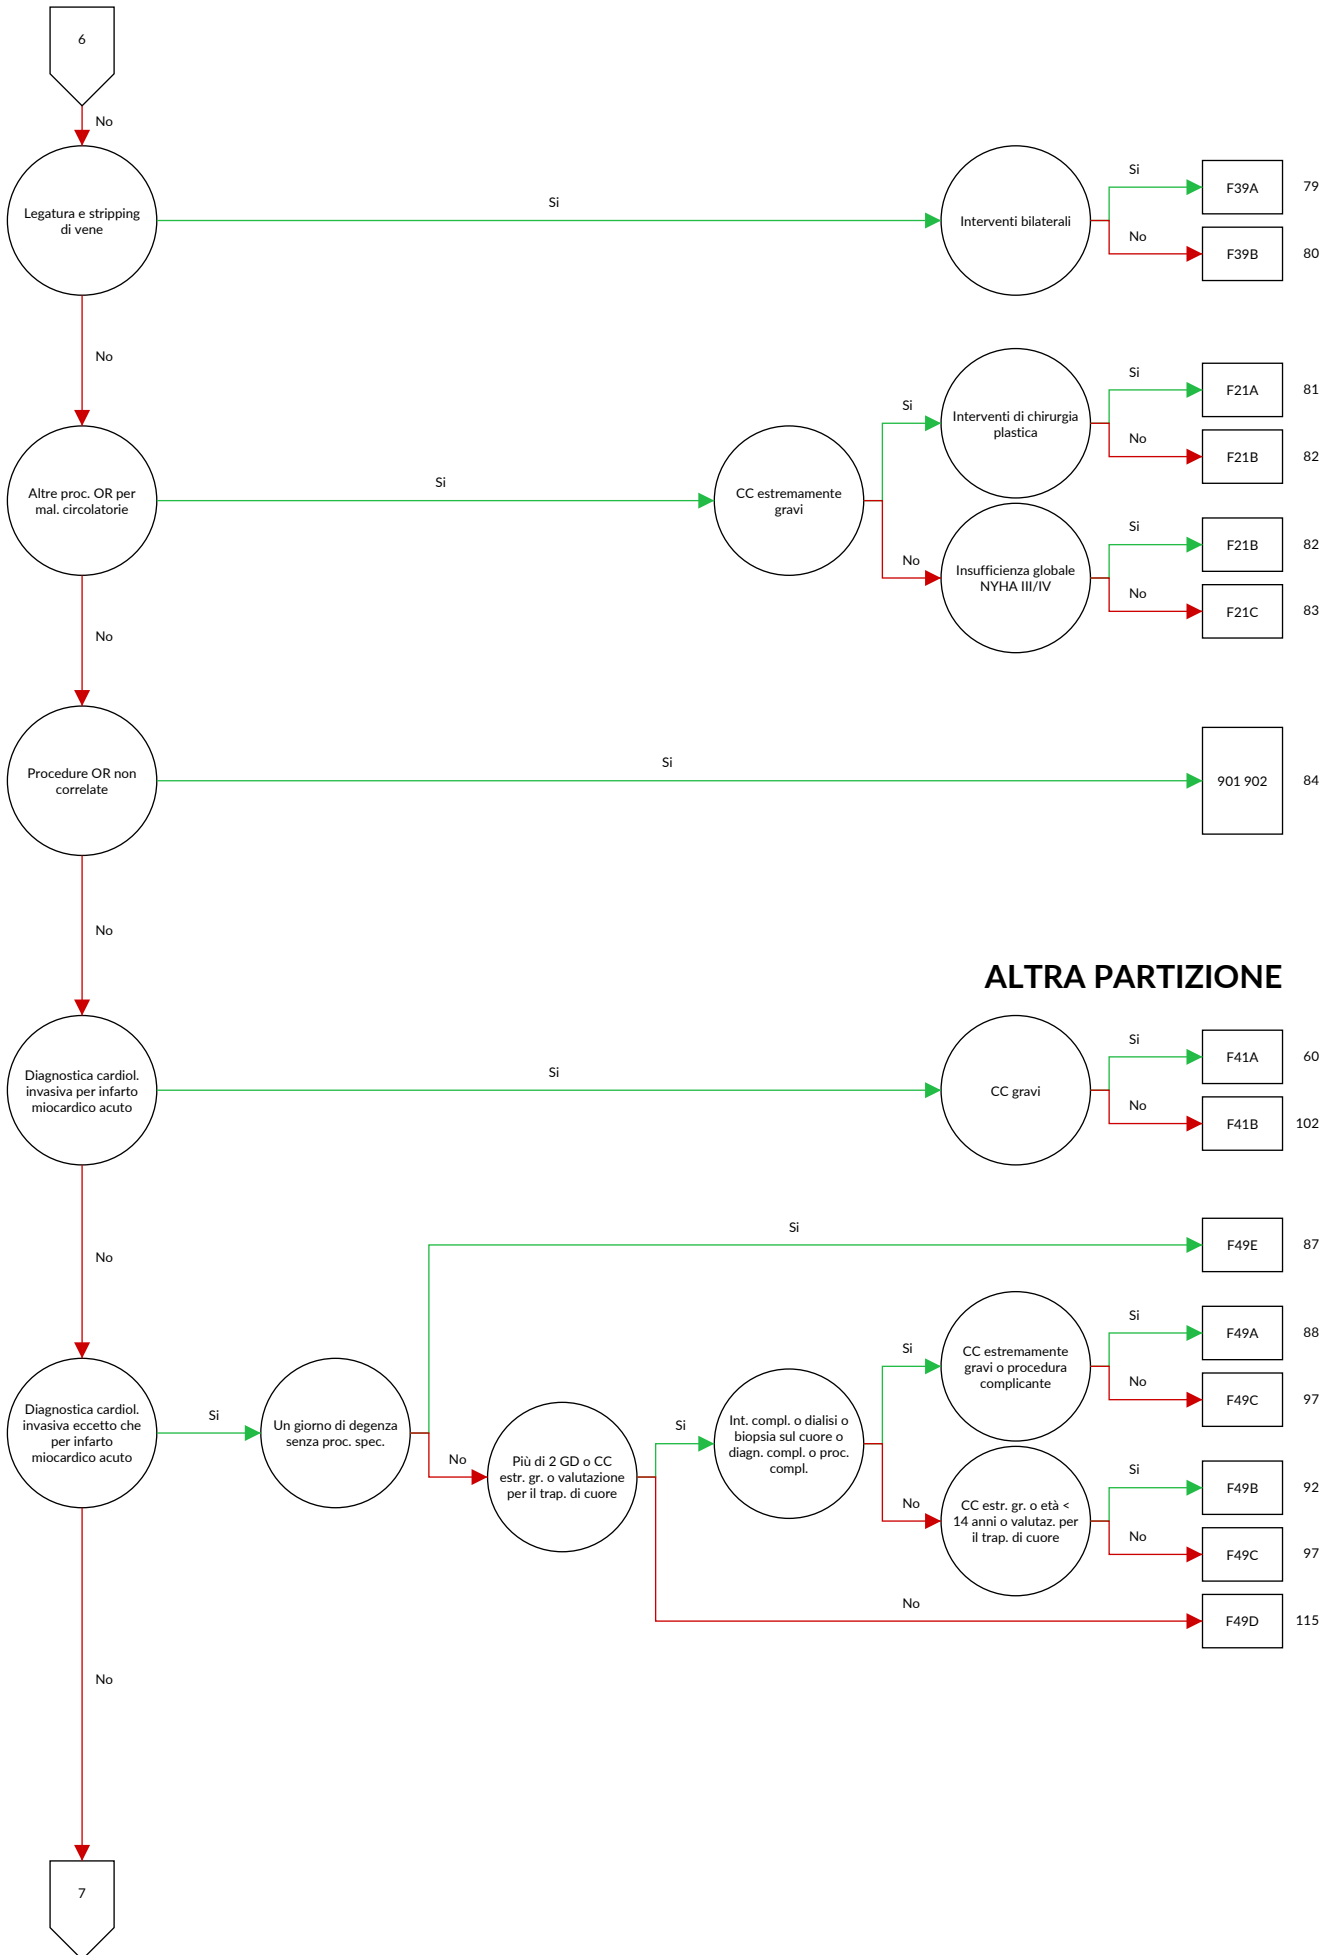 6
No
Legatura e stripping
di vene
Si
Interventi bilaterali
Si
F39A
79
No
F39B
80
No
Altre proc. OR per
mal. circolatorie
Si
CC estremamente
gravi
Si
Interventi di chirurgia
plastica
Si
F21A
81
No
F21B
82
No
Insufficienza globale
NYHA III/IV
Si
F21B
82
No
F21C
83
No
Procedure OR non
correlate
Si
901 902
84
No
ALTRA PARTIZIONE
Diagnostica cardiol.
invasiva per infarto
miocardico acuto
Si
CC gravi
Si
F41A
60
No
F41B
102
No
Diagnostica cardiol.
invasiva eccetto che
per infarto
miocardico acuto
Si
Un giorno di degenza
senza proc. spec.
Si
F49E
87
No
Più di 2 GD o CC
estr. gr. o valutazione
per il trap. di cuore
Si
Int. compl. o dialisi o
biopsia sul cuore o
diagn. compl. o proc.
compl.
Si
CC estremamente
gravi o procedura
complicante
Si
F49A
88
No
F49C
97
No
CC estr. gr. o età <
14 anni o valutaz. per
il trap. di cuore
Si
F49B
92
No
F49C
97
No
F49D
115
No
7